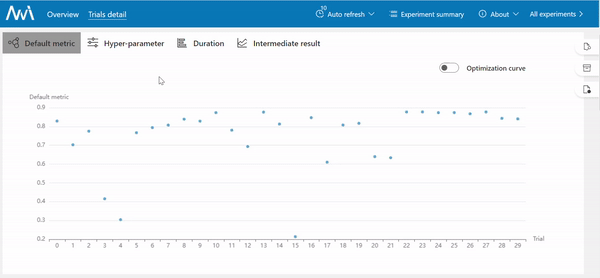 Overview Trials detail 10 Auto refresh Experiment summary About All experiments
Default metric Hyper-parameter Duration Intermediate result
Optimization curve
Default metric
0.9
0.8
0.7
0.6
0.5
0.4
0.3
0.2
0 1 2 3 4 5 6 7 8 9 10 11 12 13 14 15 16 17 18 19 20 21 22 23 24 25 26 27 28 29
Trial